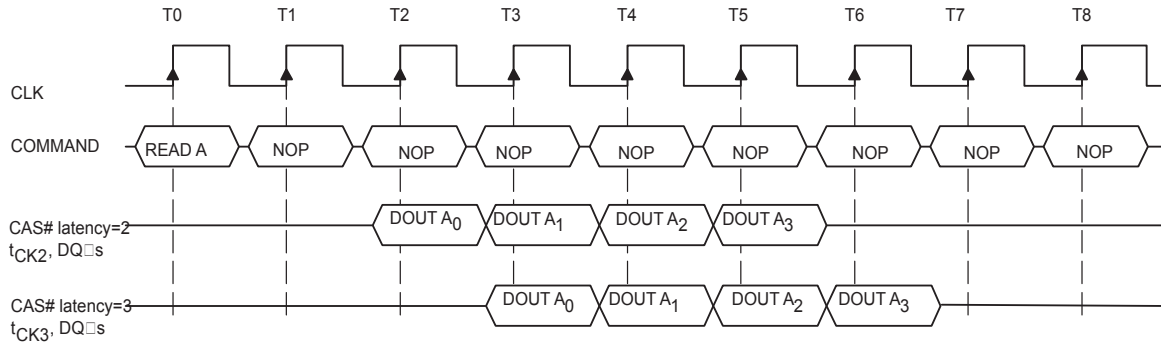 T0 T1 T2 T3 T4 T5 T6 T7 T8
CLK
COMMAND READ A NOP NOP NOP NOP NOP NOP NOP NOP
CAS# latency=2 DOUT A0 DOUT A1 DOUT A2 DOUT A3
tCK2, DQ□s
CAS# latency=3 DOUT A0 DOUT A1 DOUT A2 DOUT A3
tCK3, DQ□s